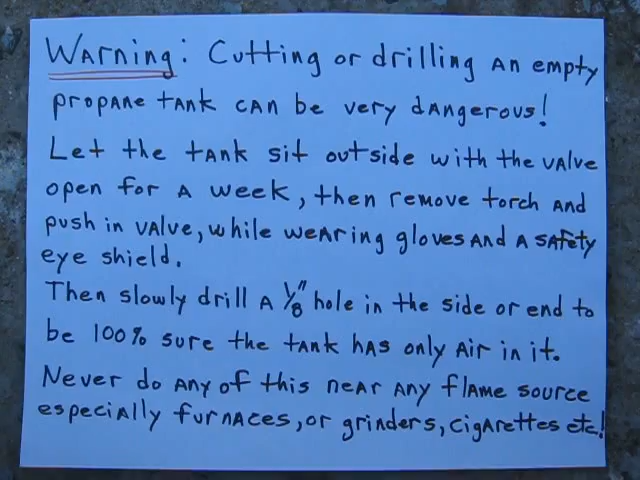 Warning: Cutting or drilling an empty
propane tank can be very dangerous!
Let the tank sit outside with the valve
open for a week, then remove torch and
push in valve, while wearing gloves and a safety
eye shield.
Then slowly drill a 1/8" hole in the side or end to
be 100% sure the tank has only air in it.
Never do any of this near any flame source
especially furnaces, or grinders, cigarettes etc!